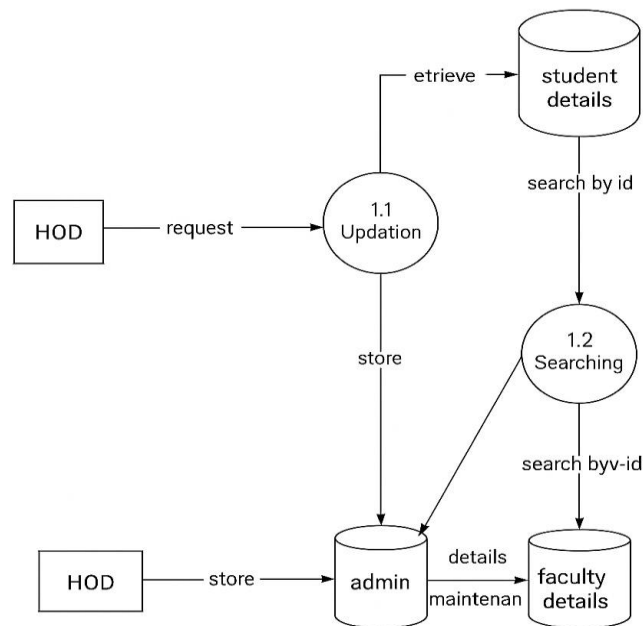 student
details
etrieve
search by id
1.1
Updation
HOD
request
1.2
Searching
store
search byv-id
HOD
store
admin
details
maintenan
faculty
details